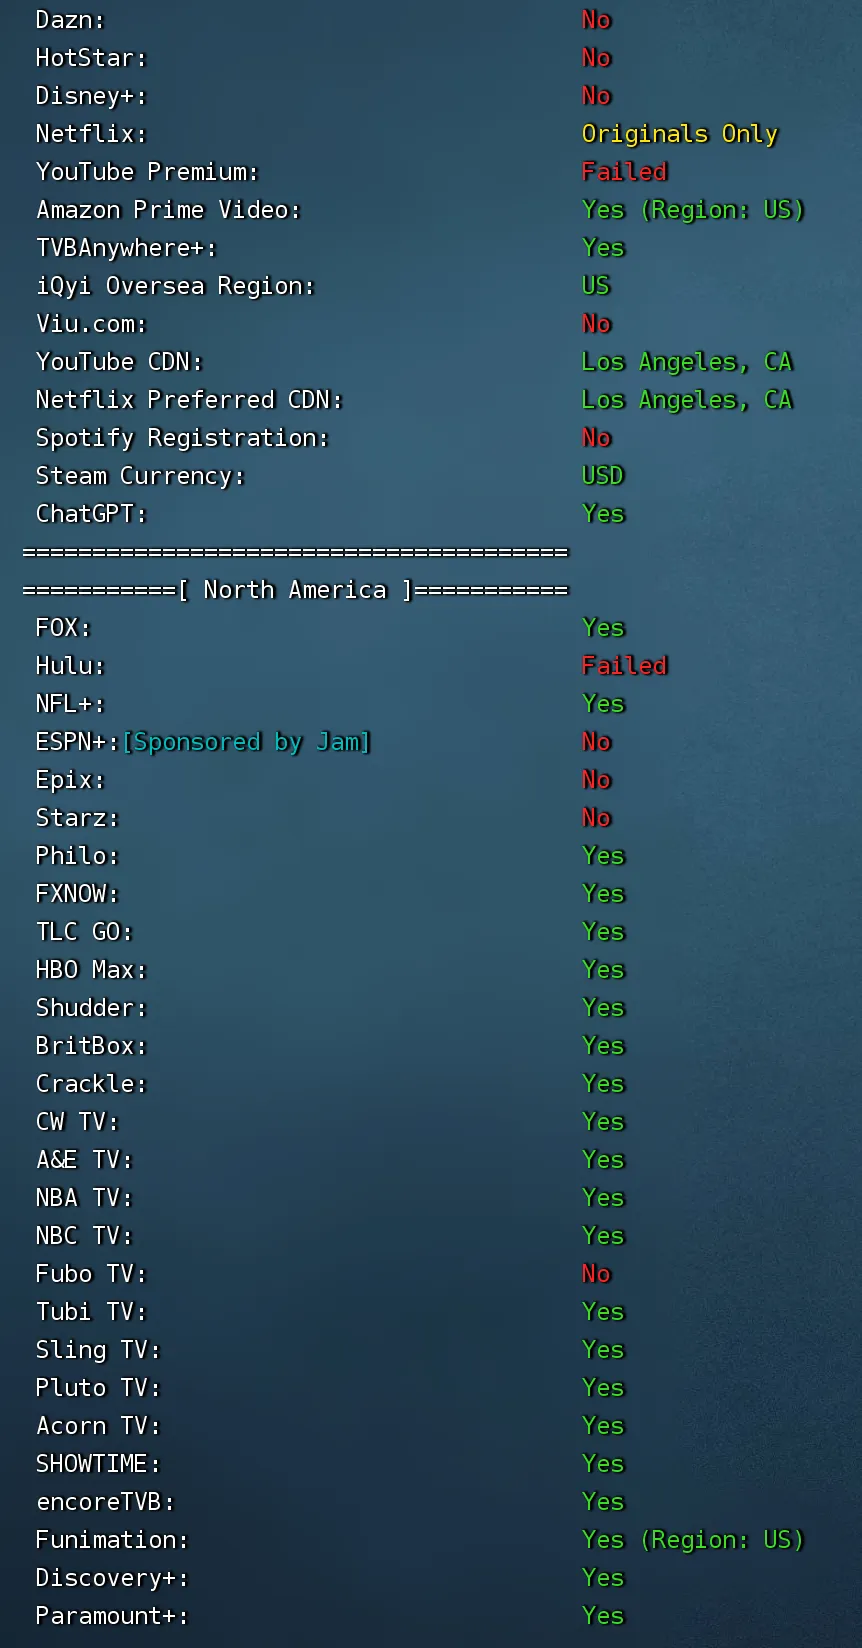 Dazn: No
HotStar: No
Disney+: No
Netflix: Originals Only
YouTube Premium: Failed
Amazon Prime Video: Yes (Region: US)
TVBAnywhere+: Yes
iQyi Oversea Region: US
Viu.com: No
YouTube CDN: Los Angeles, CA
Netflix Preferred CDN: Los Angeles, CA
Spotify Registration: No
Steam Currency: USD
ChatGPT: Yes
=======================================
===========[ North America ]===========
FOX: Yes
Hulu: Failed
NFL+: Yes
ESPN+:[Sponsored by Jam] No
Epix: No
Starz: No
Philo: Yes
FXNOW: Yes
TLC GO: Yes
HBO Max: Yes
Shudder: Yes
BritBox: Yes
Crackle: Yes
CW TV: Yes
A&E TV: Yes
NBA TV: Yes
NBC TV: Yes
Fubo TV: No
Tubi TV: Yes
Sling TV: Yes
Pluto TV: Yes
Acorn TV: Yes
SHOWTIME: Yes
encoreTVB: Yes
Funimation: Yes (Region: US)
Discovery+: Yes
Paramount+: Yes